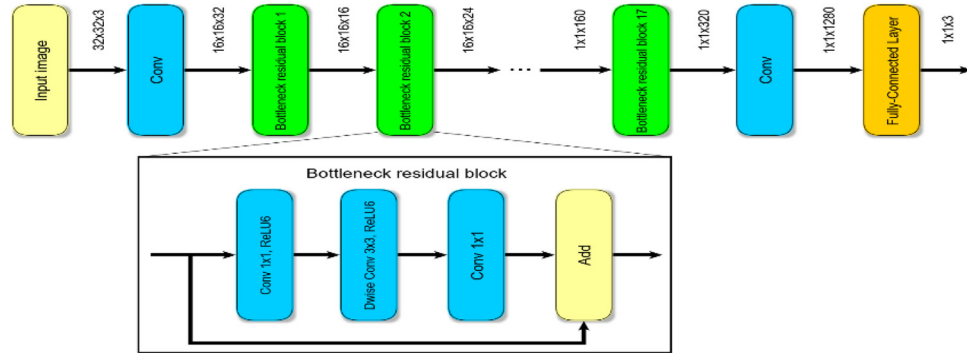 Input image
32x32x3
Conv
16x16x32
Bottleneck residual block 1
16x16x16
Bottleneck residual block 2
16x16x24
...
1x1x160
Bottleneck residual block 17
1x1x320
Conv
1x1x1280
Fully-Connected Layer
1x1x3
Bottleneck residual block
Conv 1x1, ReLU6
Dwise Conv 3x3, ReLU6
Conv 1x1
Add